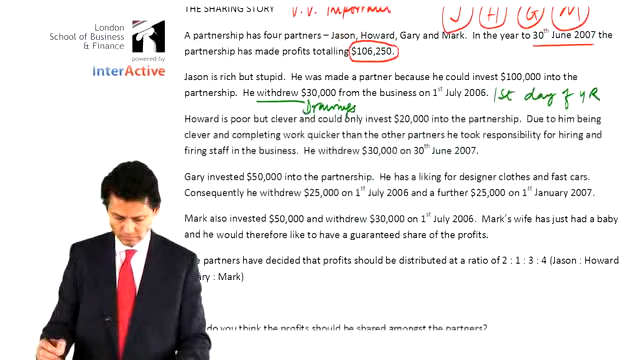 London
School of Business
& Finance
powered by
InterActive
THE SHARING STORY
V.V. Important
J H G M
A partnership has four partners – Jason, Howard, Gary and Mark. In the year to 30th June 2007 the
partnership has made profits totalling $106,250.
Jason is rich but stupid. He was made a partner because he could invest $100,000 into the
partnership. He withdrew $30,000 from the business on 1st July 2006. 1st day of YR
Drawings
Howard is poor but clever and could only invest $20,000 into the partnership. Due to him being
clever and completing work quicker than the other partners he took responsibility for hiring and
firing staff in the business. He withdrew $30,000 on 30th June 2007.
Gary invested $50,000 into the partnership. He has a liking for designer clothes and fast cars.
Consequently he withdrew $25,000 on 1st July 2006 and a further $25,000 on 1st January 2007.
Mark also invested $50,000 and withdrew $30,000 on 1st July 2006. Mark's wife has just had a baby
and he would therefore like to have a guaranteed share of the profits.
partners have decided that profits should be distributed at a ratio of 2 : 1 : 3 : 4 (Jason : Howard
: Mark)
do you think the profits should be shared amongst the partners?